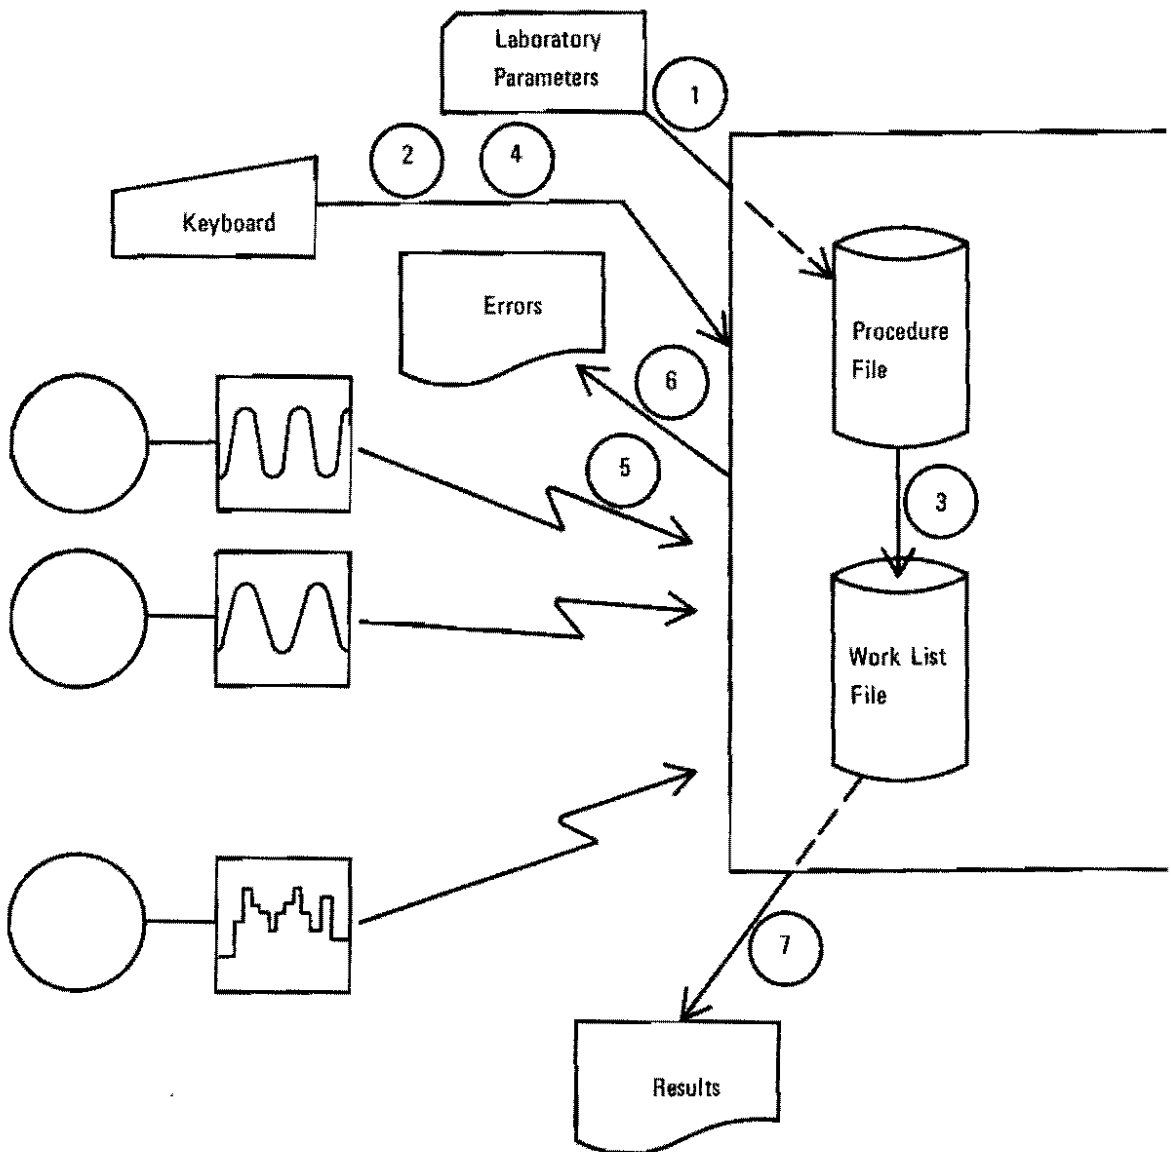 Laboratory
Parameters
1
2
4
Keyboard
Errors
Procedure
File
6
5
3
Work List
File
7
Results